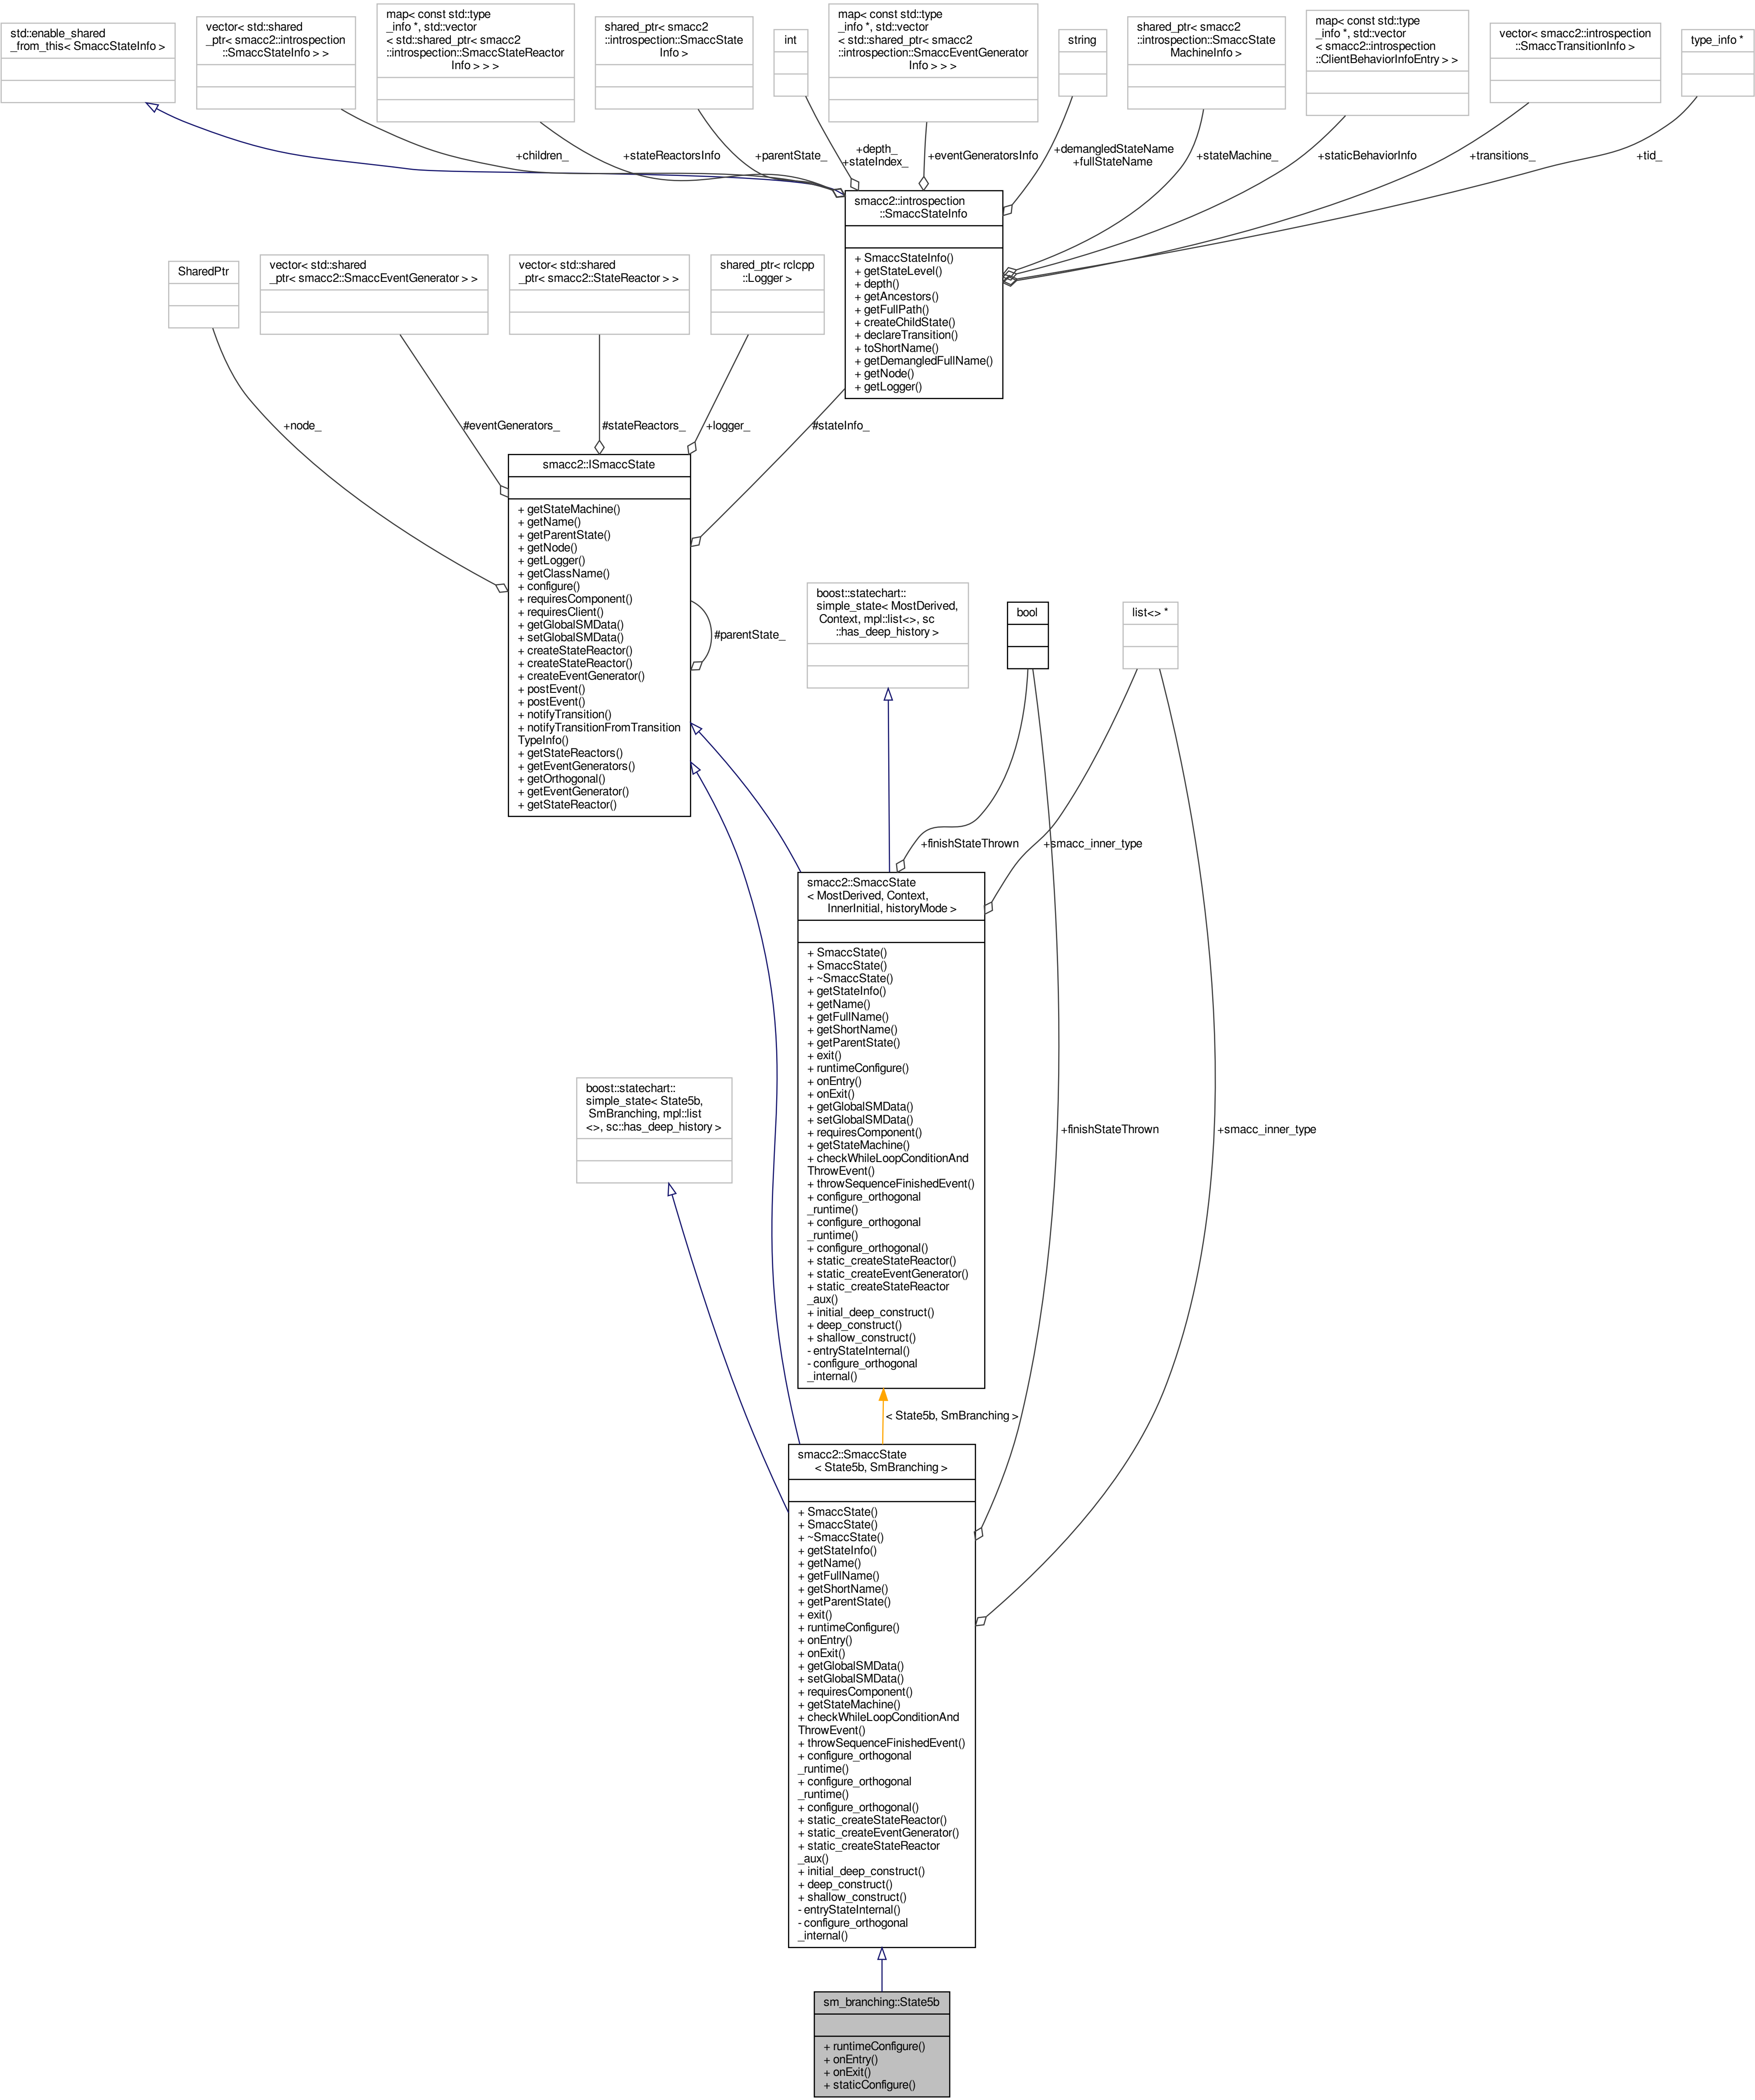 std::enable_shared
_from_this< SmaccStateInfo >
vector< std::shared
_ptr< smacc2::introspection
::SmaccStateInfo > >
map< const std::type
_info *, std::vector
< std::shared_ptr< smacc2
::introspection::SmaccStateReactor
Info > > >
shared_ptr< smacc2
::introspection::SmaccState
Info >
int
map< const std::type
_info *, std::vector
< std::shared_ptr< smacc2
::introspection::SmaccEventGenerator
Info > > >
string
shared_ptr< smacc2
::introspection::SmaccState
MachineInfo >
map< const std::type
_info *, std::vector
< smacc2::introspection
::ClientBehaviorInfoEntry > >
vector< smacc2::introspection
::SmaccTransitionInfo >
type_info *
+children_
+stateReactorsInfo
+parentState_
+depth_
+stateIndex_
+eventGeneratorsInfo
+demangledStateName
+fullStateName
+stateMachine_
+staticBehaviorInfo
+transitions_
+tid_
smacc2::introspection
::SmaccStateInfo
+ SmaccStateInfo()
+ getStateLevel()
+ depth()
+ getAncestors()
+ getFullPath()
+ createChildState()
+ declareTransition()
+ toShortName()
+ getDemangledFullName()
+ getNode()
+ getLogger()
SharedPtr
vector< std::shared
_ptr< smacc2::SmaccEventGenerator > >
vector< std::shared
_ptr< smacc2::StateReactor > >
shared_ptr< rclcpp
::Logger >
+node_
#eventGenerators_
#stateReactors_
+logger_
#stateInfo_
smacc2::ISmaccState
+ getStateMachine()
+ getName()
+ getParentState()
+ getNode()
+ getLogger()
+ getClassName()
+ configure()
+ requiresComponent()
+ requiresClient()
+ getGlobalSMData()
+ setGlobalSMData()
+ createStateReactor()
+ createStateReactor()
+ createEventGenerator()
+ postEvent()
+ postEvent()
+ notifyTransition()
+ notifyTransitionFromTransition
TypeInfo()
+ getStateReactors()
+ getEventGenerators()
+ getOrthogonal()
+ getEventGenerator()
+ getStateReactor()
#parentState_
boost::statechart::
simple_state< MostDerived,
Context, mpl::list<>, sc
::has_deep_history >
bool
list<> *
+finishStateThrown
+smacc_inner_type
smacc2::SmaccState
< MostDerived, Context,
InnerInitial, historyMode >
+ SmaccState()
+ SmaccState()
+ ~SmaccState()
+ getStateInfo()
+ getName()
+ getFullName()
+ getShortName()
+ getParentState()
+ exit()
+ runtimeConfigure()
+ onEntry()
+ onExit()
+ getGlobalSMData()
+ setGlobalSMData()
+ requiresComponent()
+ getStateMachine()
+ checkWhileLoopConditionAnd
ThrowEvent()
+ throwSequenceFinishedEvent()
+ configure_orthogonal
_runtime()
+ configure_orthogonal
_runtime()
+ configure_orthogonal()
+ static_createStateReactor()
+ static_createEventGenerator()
+ static_createStateReactor
_aux()
+ initial_deep_construct()
+ deep_construct()
+ shallow_construct()
- entryStateInternal()
- configure_orthogonal
_internal()
boost::statechart::
simple_state< State5b,
SmBranching, mpl::list
<>, sc::has_deep_history >
+finishStateThrown
+smacc_inner_type
< State5b, SmBranching >
smacc2::SmaccState
< State5b, SmBranching >
+ SmaccState()
+ SmaccState()
+ ~SmaccState()
+ getStateInfo()
+ getName()
+ getFullName()
+ getShortName()
+ getParentState()
+ exit()
+ runtimeConfigure()
+ onEntry()
+ onExit()
+ getGlobalSMData()
+ setGlobalSMData()
+ requiresComponent()
+ getStateMachine()
+ checkWhileLoopConditionAnd
ThrowEvent()
+ throwSequenceFinishedEvent()
+ configure_orthogonal
_runtime()
+ configure_orthogonal
_runtime()
+ configure_orthogonal()
+ static_createStateReactor()
+ static_createEventGenerator()
+ static_createStateReactor
_aux()
+ initial_deep_construct()
+ deep_construct()
+ shallow_construct()
- entryStateInternal()
- configure_orthogonal
_internal()
sm_branching::State5b
+ runtimeConfigure()
+ onEntry()
+ onExit()
+ staticConfigure()